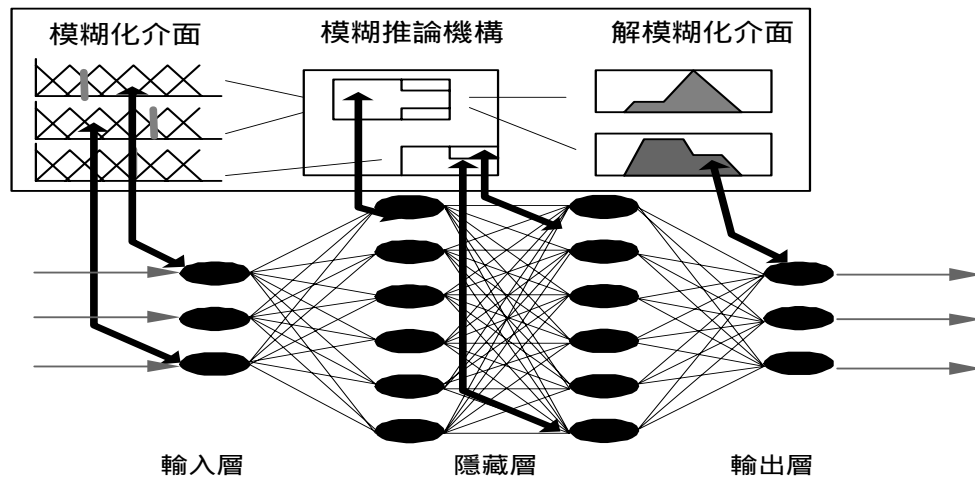 模糊化介面
模糊推論機構
解模糊化介面
輸入層
隱藏層
輸出層